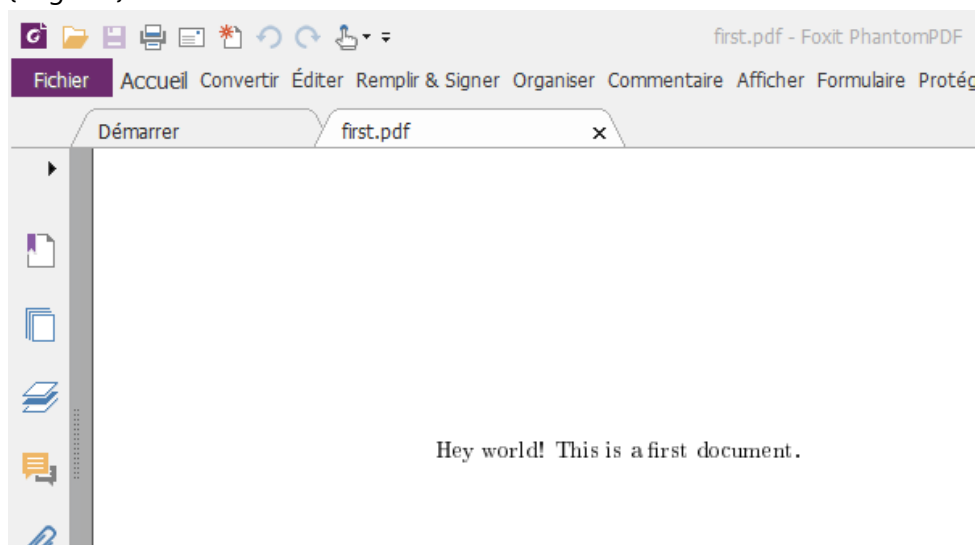 first.pdf - Foxit PhantomPDF
Fichier Accueil Convertir Éditer Remplir & Signer Organiser Commentaire Afficher Formulaire Protég
Démarrer first.pdf
Hey world! This is a first document.